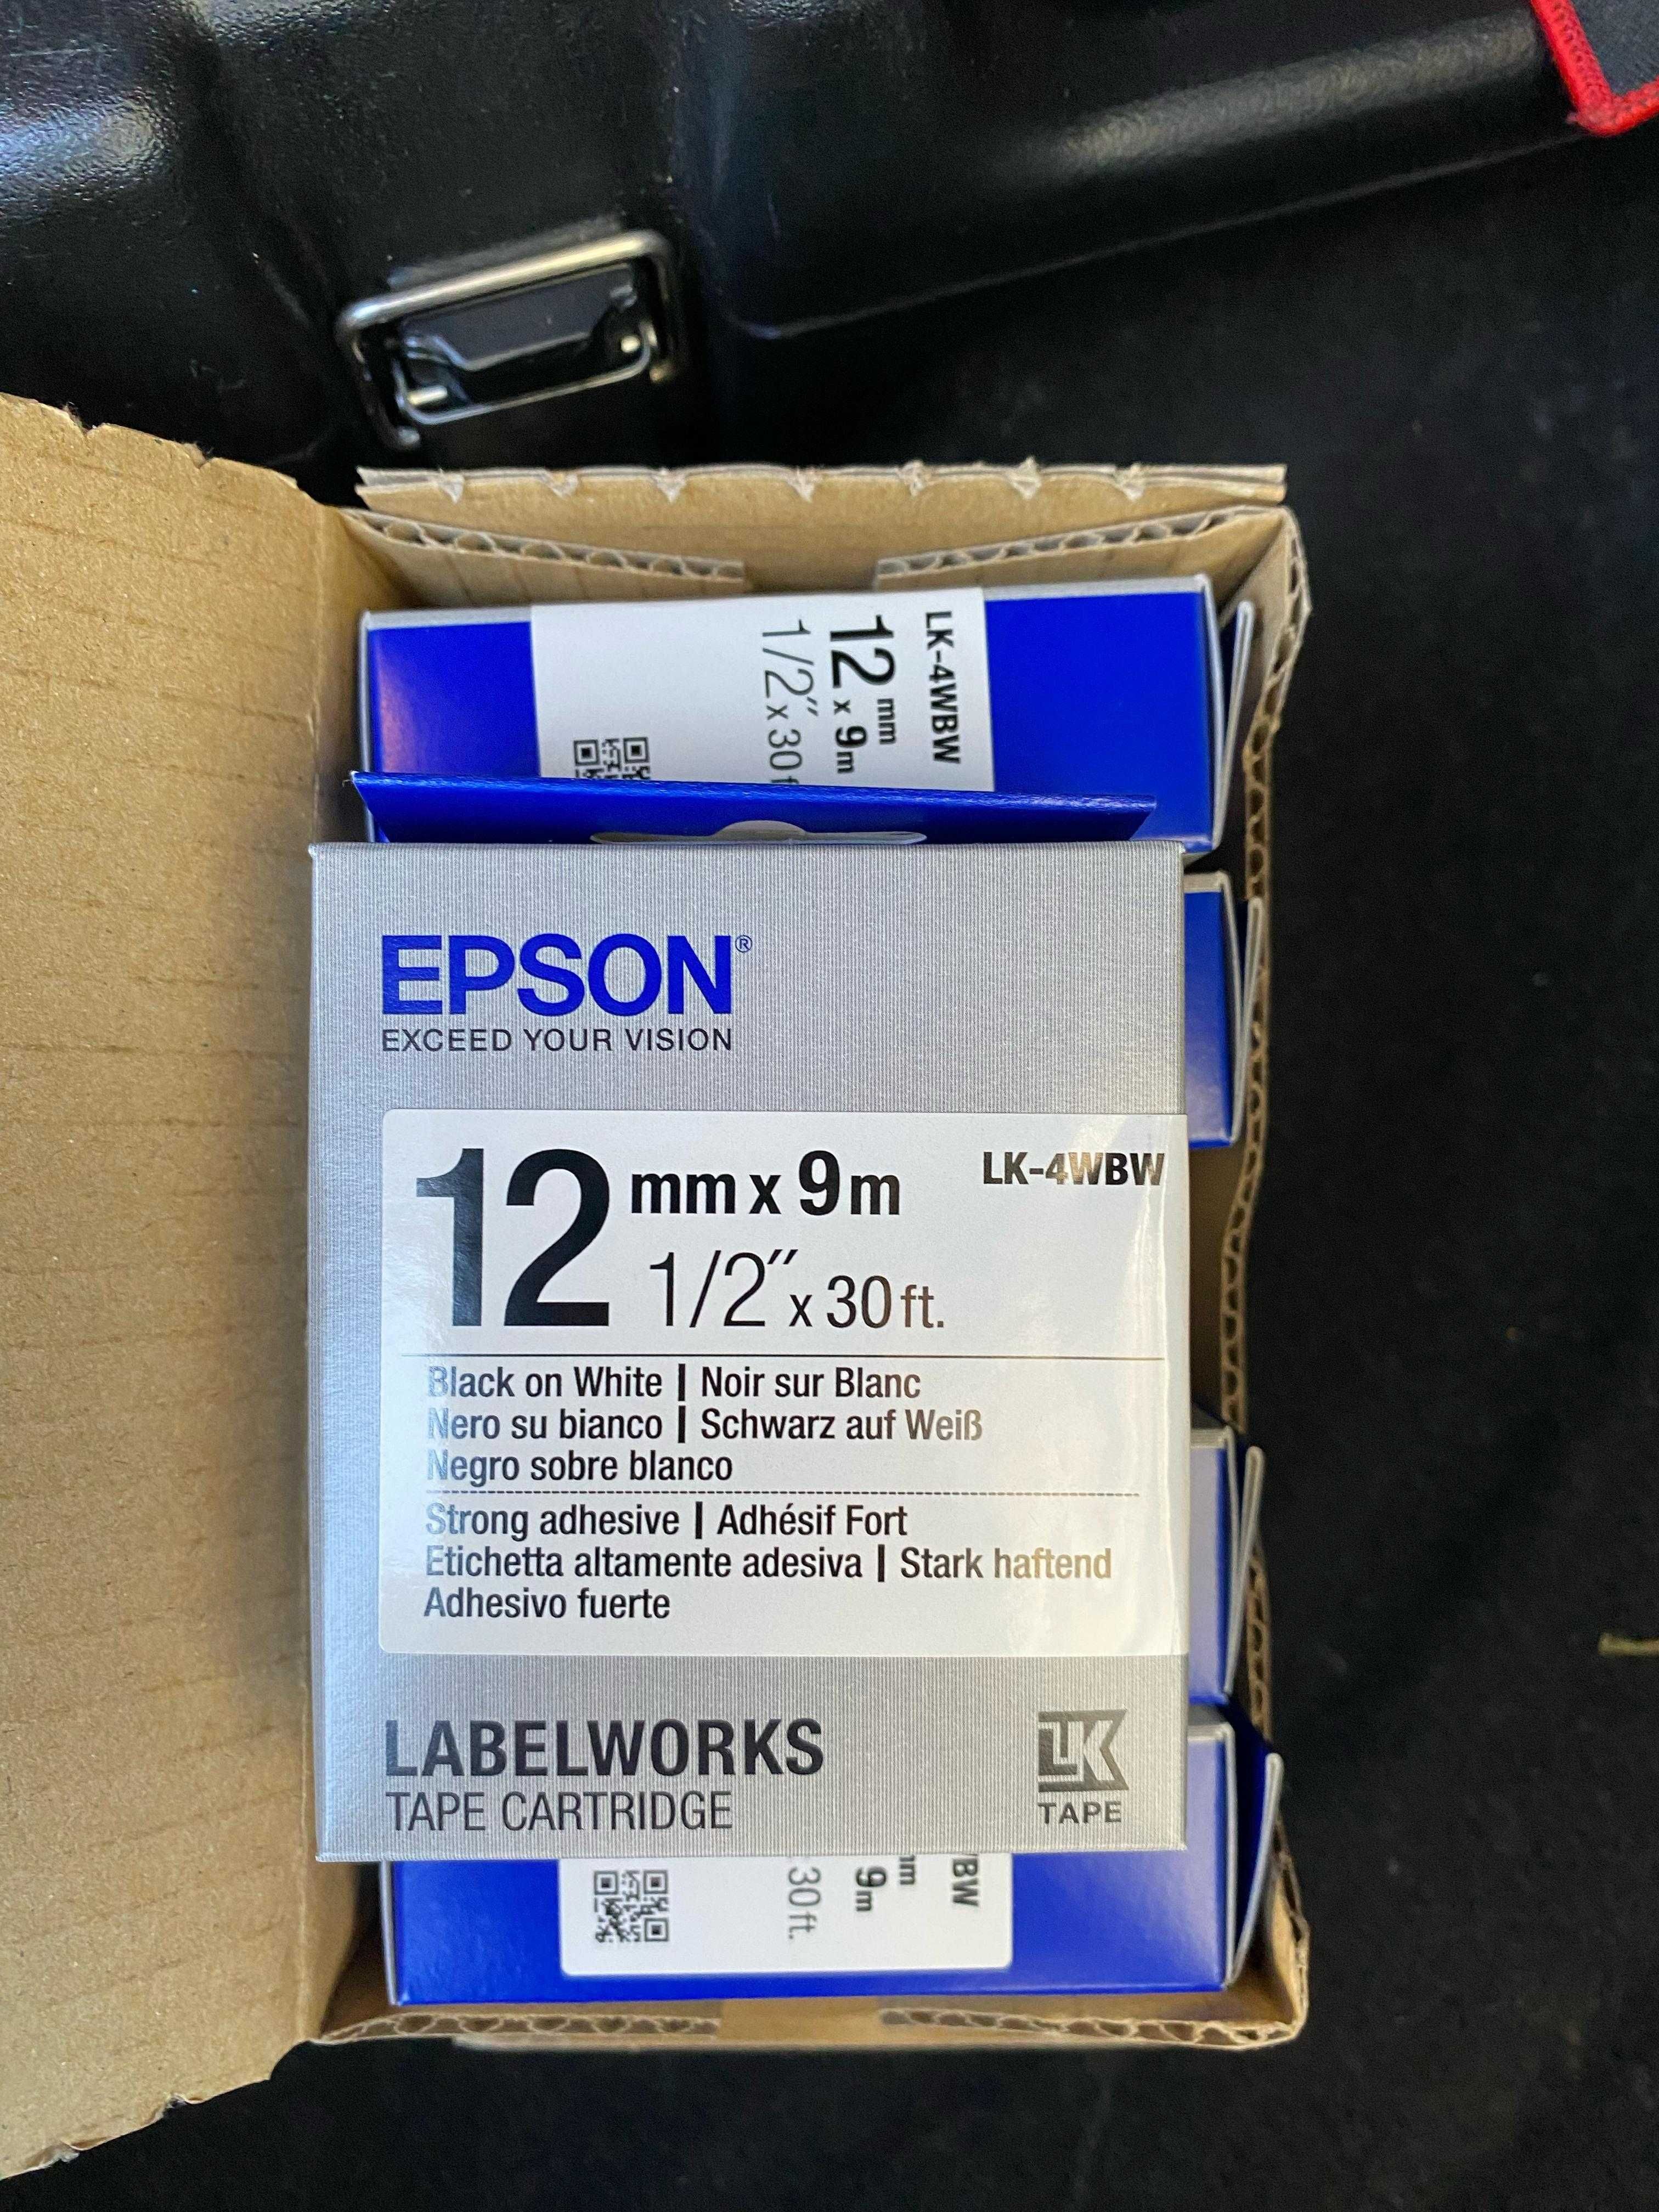 LK-4WBW
12 mm x 9m
1/2" x 30 f
EPSON®
EXCEED YOUR VISION
12 mm x 9m
LK-4WBW
1/2" x 30 ft.
Black on White | Noir sur Blanc
Nero su bianco | Schwarz auf Weiß
Negro sobre blanco
Strong adhesive | Adhésif Fort
Etichetta altamente adesiva | Stark haftend
Adhesivo fuerte
LABELWORKS
TAPE CARTRIDGE
LK
TAPE
BW
m
9m
30 ft.